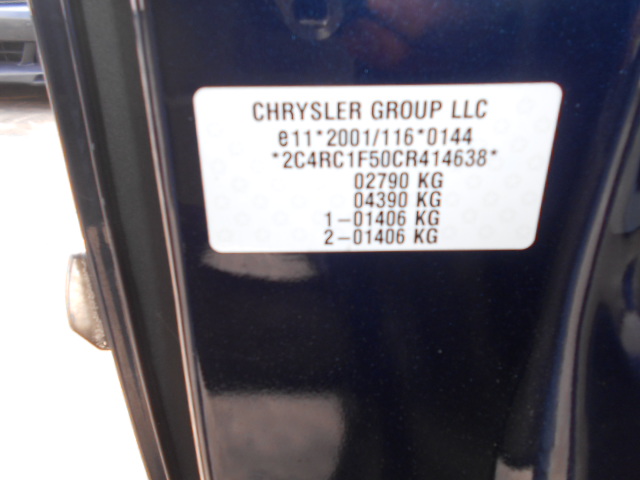 CHRYSLER GROUP LLC
e11*2001/116*0144
*2C4RC1F50CR414638*
02790 KG
04390 KG
1-01406 KG
2-01406 KG